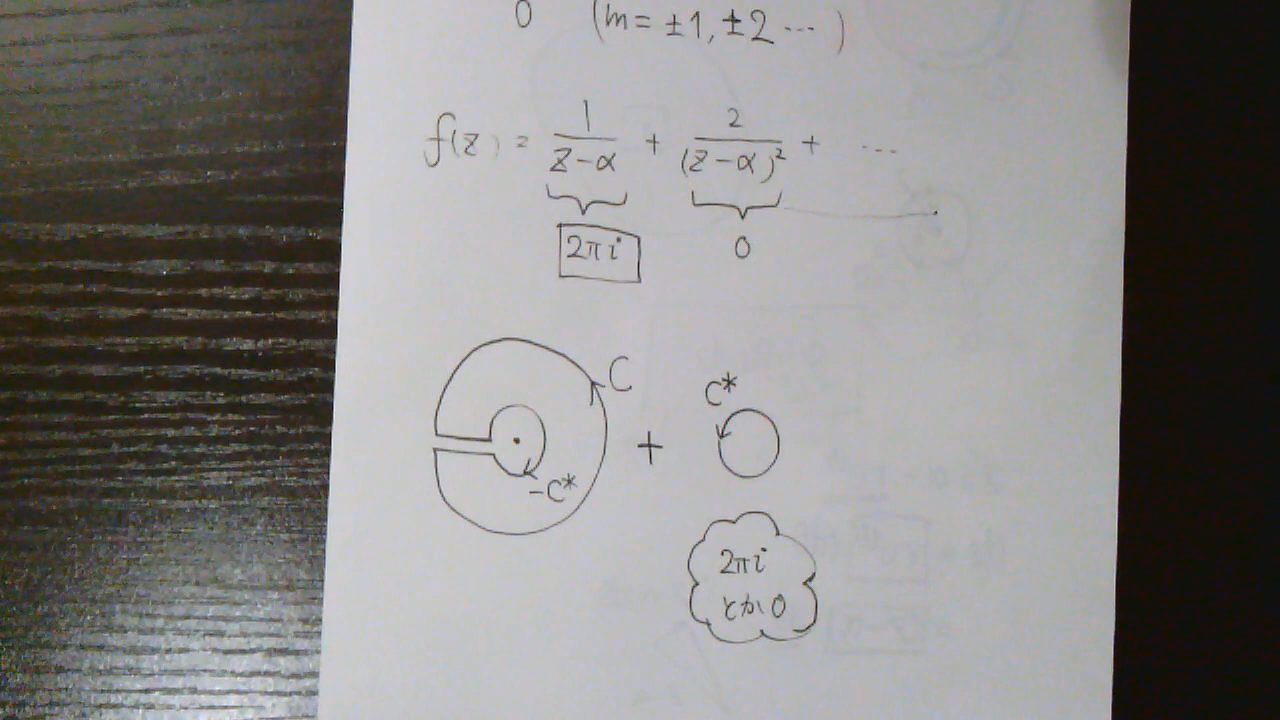 0 (m = ±1, ±2 ... )
f(z) = 1/(z-α) + 2/(z-α)² + ...
2πi 0
C
C*
+
-C*
2πi
とか0